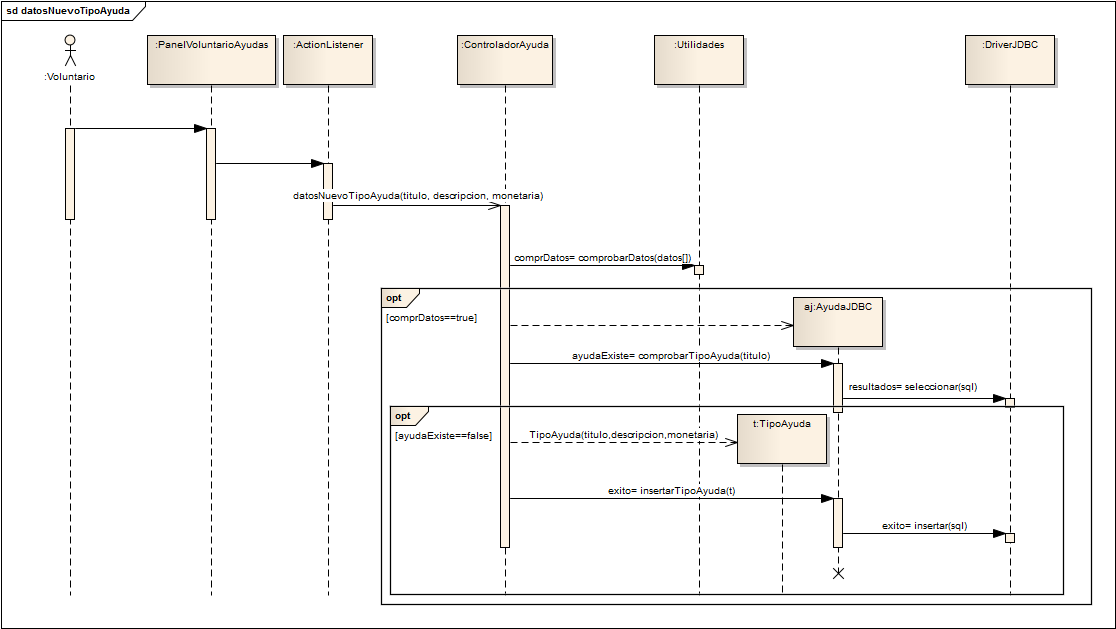 sd datosNuevoTipoAyuda
:Voluntario
:PanelVoluntarioAyudas
:ActionListener
:ControladorAyuda
:Utilidades
:DriverJDBC
datosNuevoTipoAyuda(titulo, descripcion, monetaria)
comprDatos= comprobarDatos(datos[])
opt
[comprDatos==true]
aj:AyudaJDBC
ayudaExiste= comprobarTipoAyuda(titulo)
resultados= seleccionar(sql)
opt
[ayudaExiste==false]
TipoAyuda(titulo,descripcion,monetaria)
t:TipoAyuda
exito= insertarTipoAyuda(t)
exito= insertar(sql)